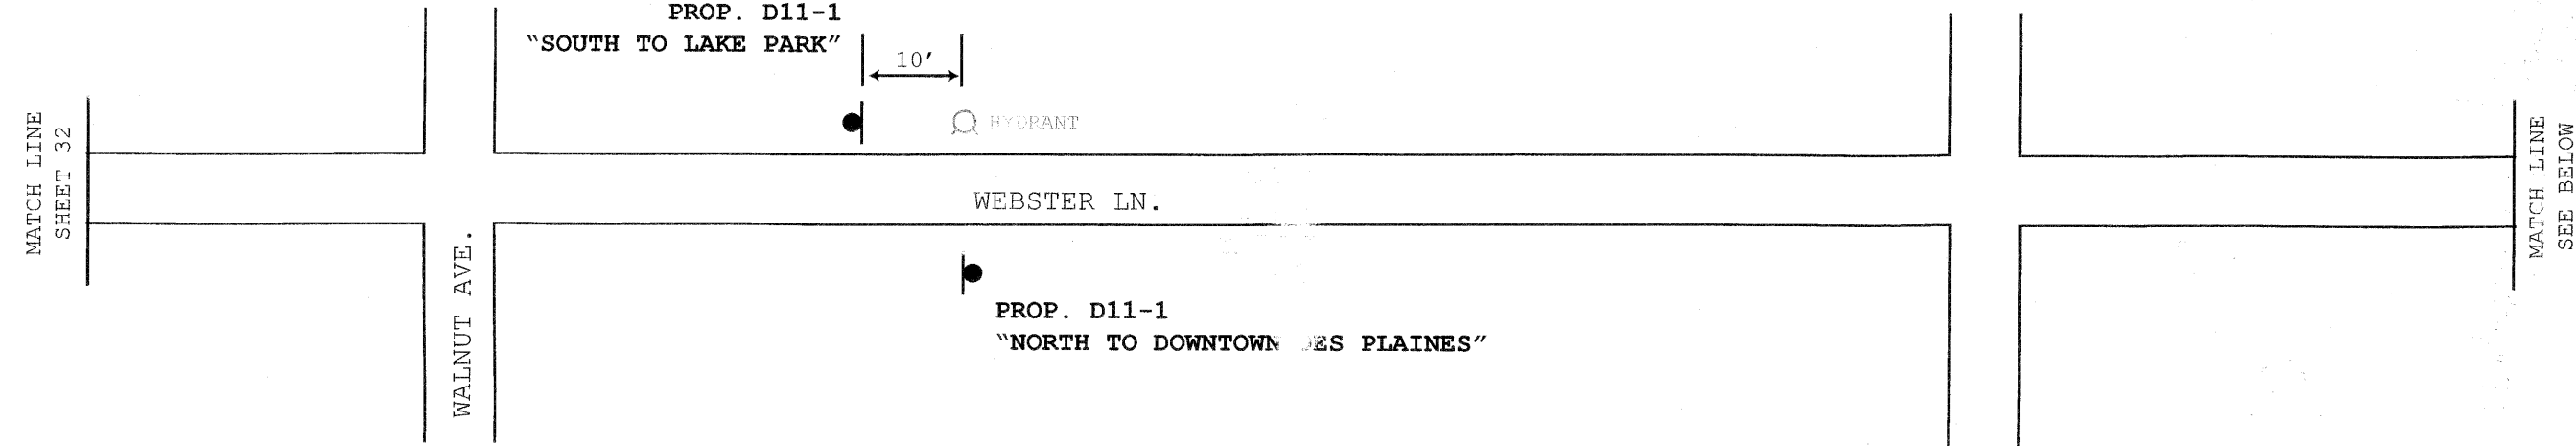 PROP. D11-1
“SOUTH TO LAKE PARK”
10’
MATCH LINE
SHEET 32
HYDRANT
WEBSTER LN.
WALNUT AVE.
PROP. D11-1
“NORTH TO DOWNTOWN DES PLAINES”
MATCH LINE
SEE BELOW